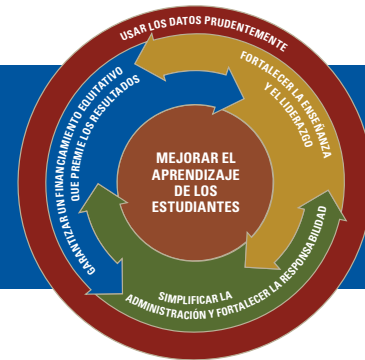 USAR LOS DATOS PRUDENTEMENTE
FORTALECER LA ENSEÑANZA
Y EL LIDERAZGO
GARANTIZAR UN FINANCIAMIENTO EQUITATIVO
QUE PREMIE LOS RESULTADOS
MEJORAR EL
APRENDIZAJE
DE LOS
ESTUDIANTES
SIMPLIFICAR LA
ADMINISTRACIÓN Y FORTALECER LA RESPONSABILIDAD